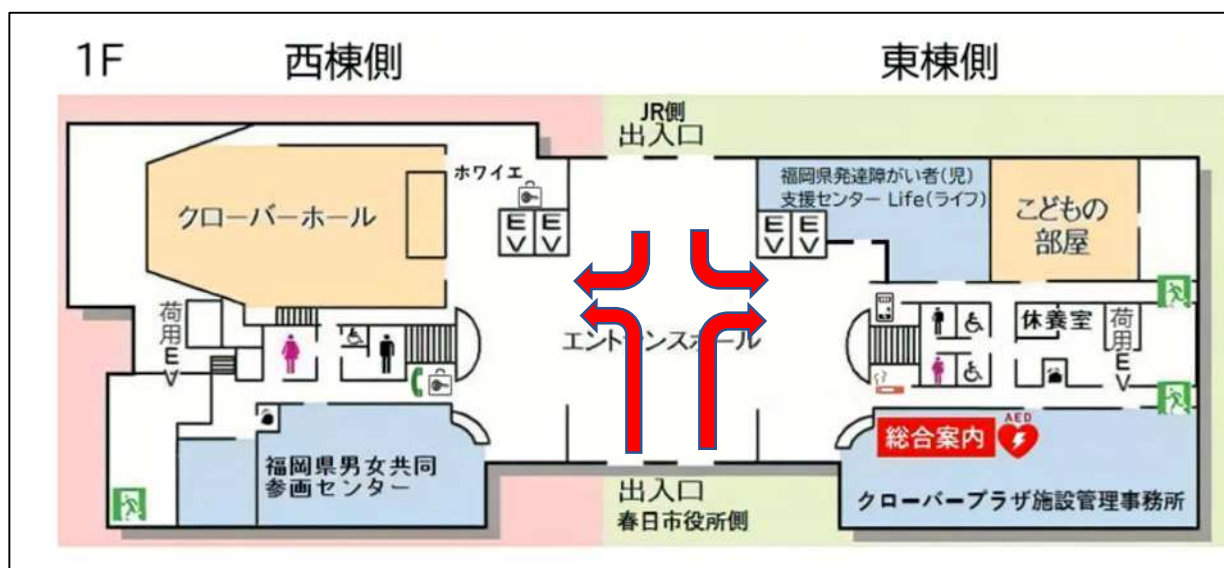 1F
西棟側
東棟側
JR側
出入口
ホワイエ
クローバーホール
EV
EV
EV
EV
福岡県発達障がい者(児)
支援センター Life(ライフ)
こどもの
部屋
荷用EV
エントランスホール
休養室
荷用EV
AED
総合案内
福岡県男女共同
参画センター
クローバープラザ施設管理事務所
出入口
春日市役所側